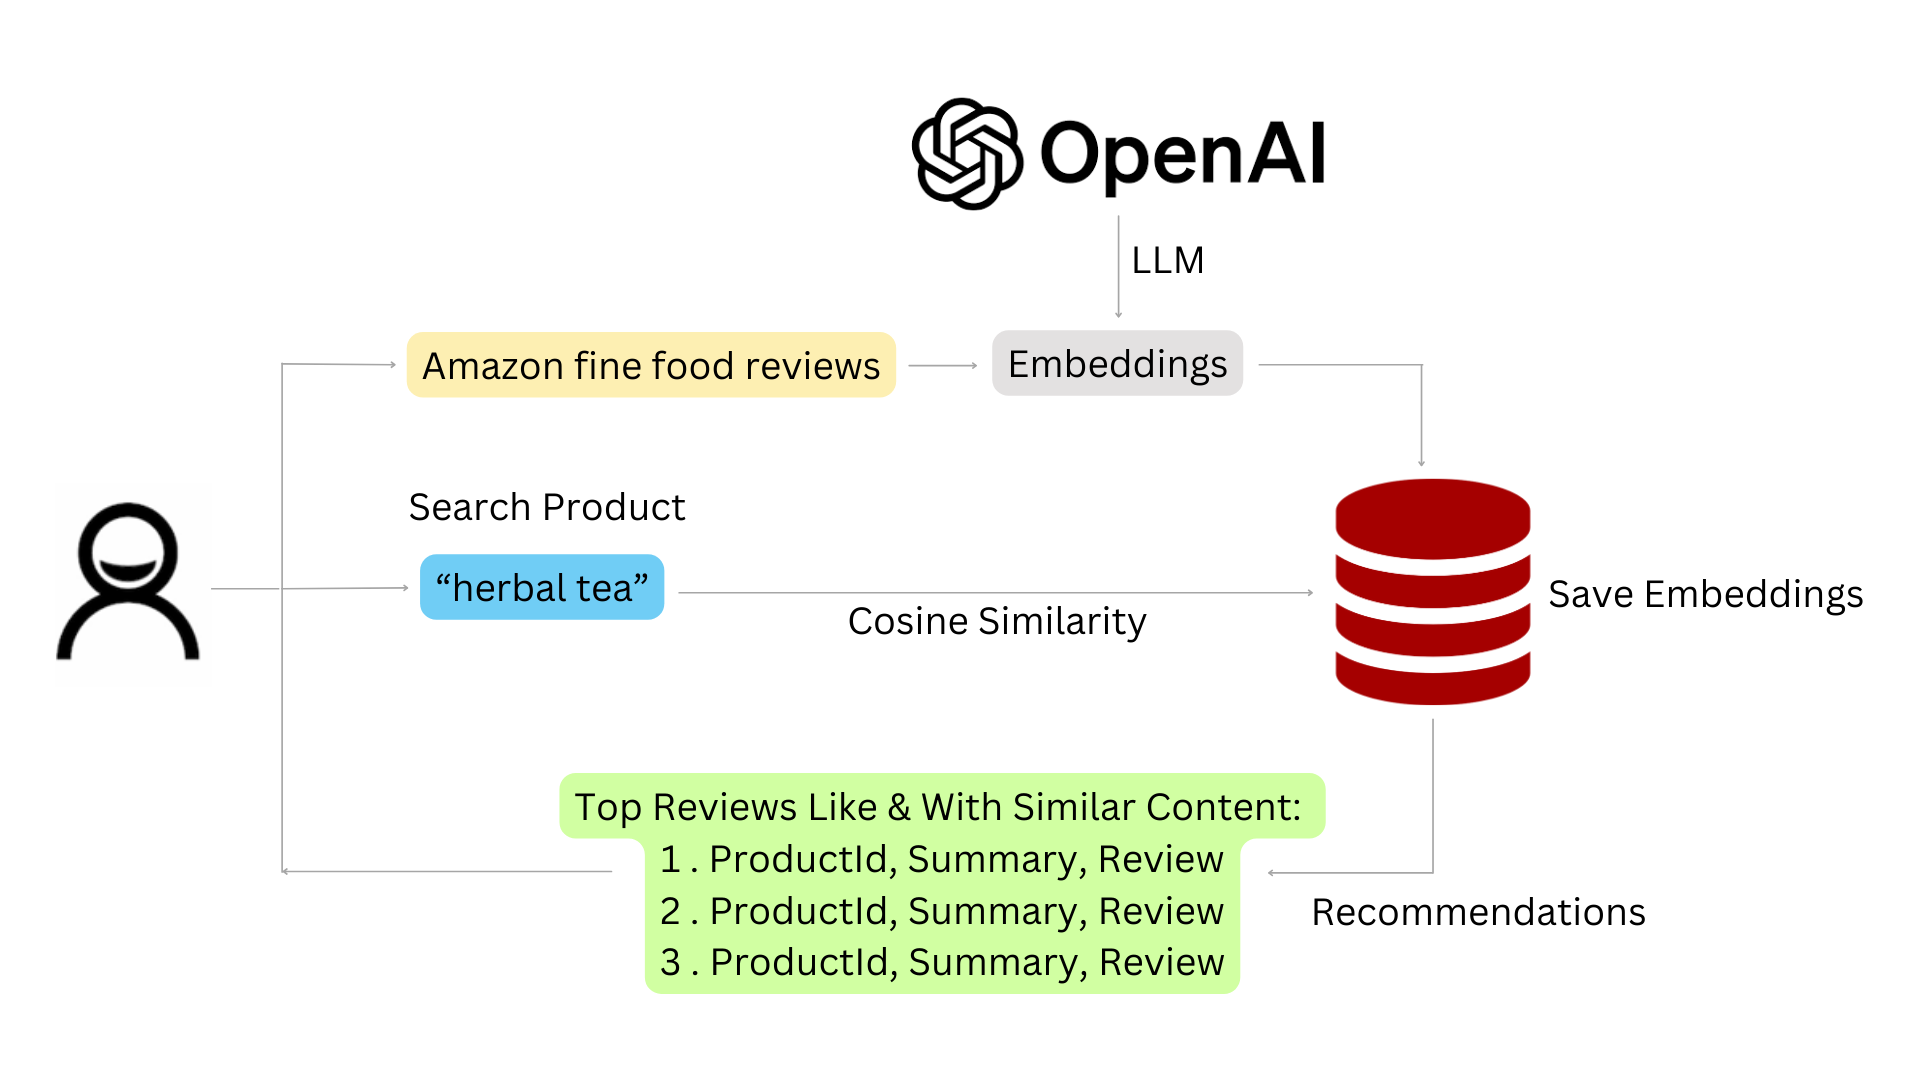 OpenAI
LLM
Amazon fine food reviews
Embeddings
Search Product
“herbal tea”
Cosine Similarity
Save Embeddings
Top Reviews Like & With Similar Content:
1 . ProductId, Summary, Review
2 . ProductId, Summary, Review
3 . ProductId, Summary, Review
Recommendations